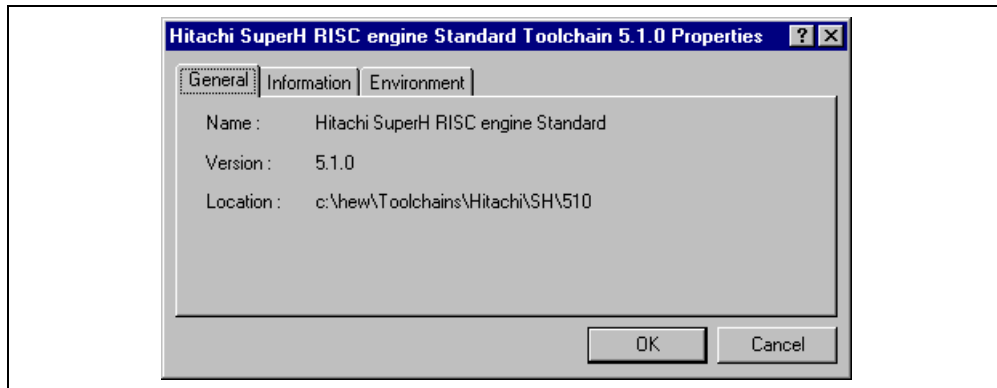 Hitachi SuperH RISC engine Standard Toolchain 5.1.0 Properties
General Information Environment
Name : Hitachi SuperH RISC engine Standard
Version : 5.1.0
Location : c:\hew\Toolchains\Hitachi\SH\510
OK Cancel